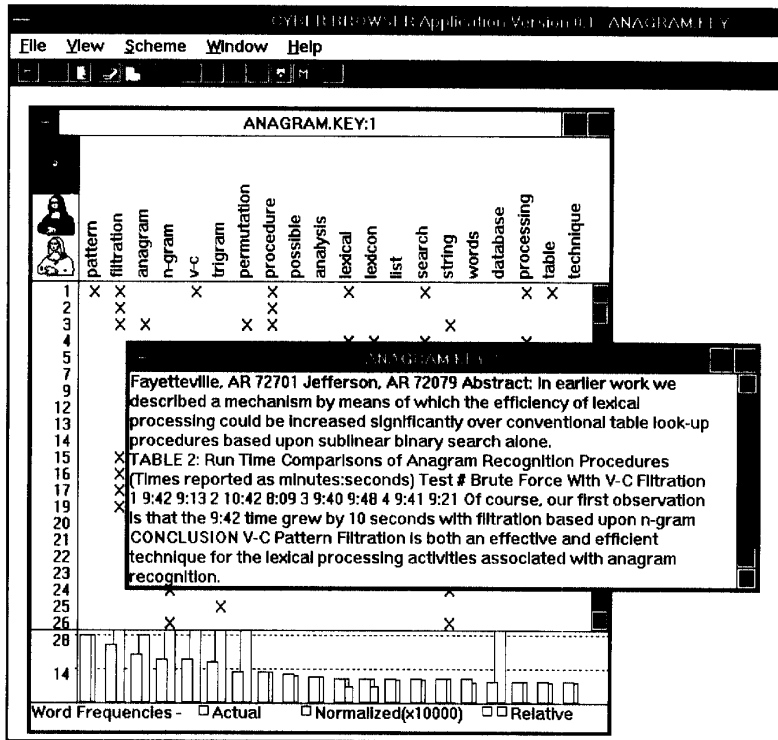 CYBER BROWSER Application Version 0.1 - ANAGRAM.KEY
File View Scheme Window Help
M
ANAGRAM.KEY:1
pattern
filtration
anagram
n-gram
v-c
trigram
permutation
procedure
possible
analysis
lexical
lexicon
list
search
string
words
database
processing
table
technique
1 X X X X X X X X
2 X X
3 X X X X X
4 X X X X
5
7
9
12
13
14
15 X
16 X
17 X
19 X
20
21
22
23
24 X X
25 X
26 X X
Fayetteville, AR 72701 Jefferson, AR 72079 Abstract: In earlier work we
described a mechanism by means of which the efficiency of lexical
processing could be increased significantly over conventional table look-up
procedures based upon sublinear binary search alone.
TABLE 2: Run Time Comparisons of Anagram Recognition Procedures
(Times reported as minutes:seconds) Test # Brute Force With V-C Filtration
1 9:42 9:13 2 10:42 8:09 3 9:40 9:48 4 9:41 9:21 Of course, our first observation
is that the 9:42 time grew by 10 seconds with filtration based upon n-gram
CONCLUSION V-C Pattern Filtration is both an effective and efficient
technique for the lexical processing activities associated with anagram
recognition.
28
14
Word Frequencies - Actual Normalized(x10000) Relative